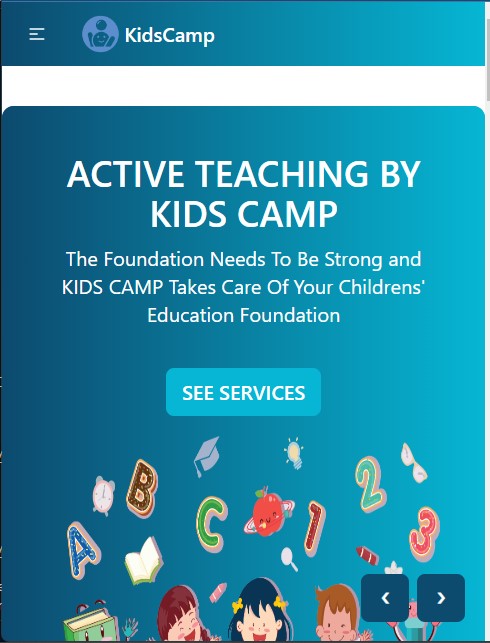 KidsCamp
ACTIVE TEACHING BY
KIDS CAMP
The Foundation Needs To Be Strong and
KIDS CAMP Takes Care Of Your Childrens'
Education Foundation
SEE SERVICES
B
2
C
1
A
3